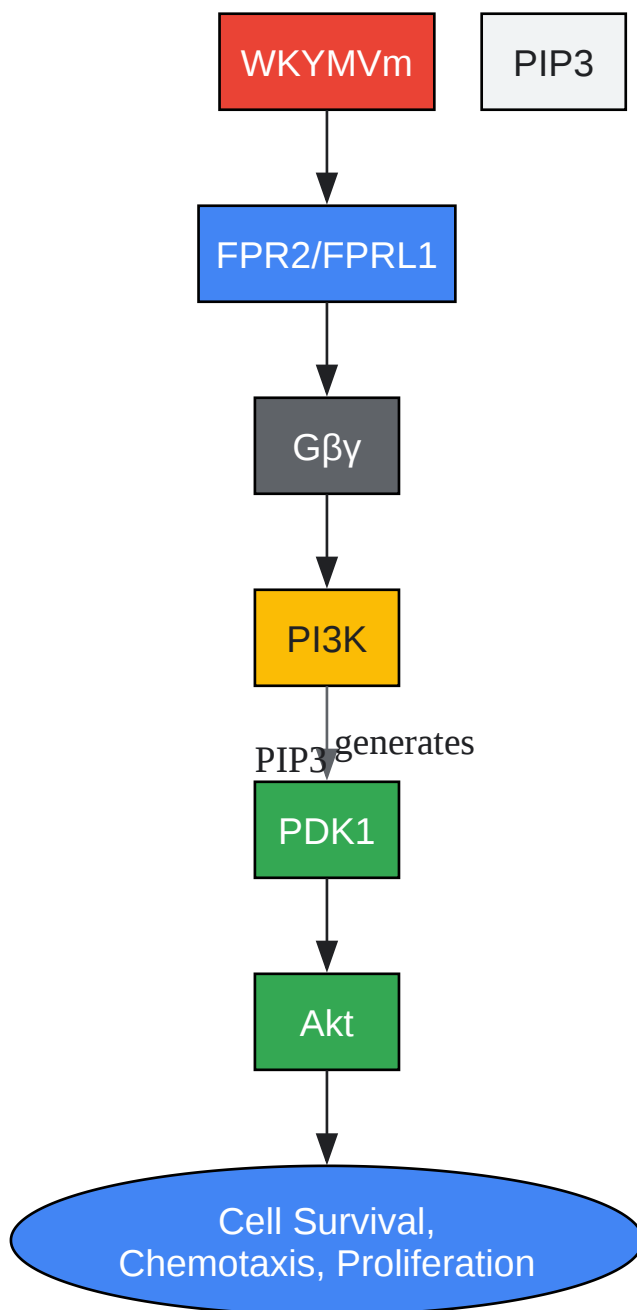 WKYMVm
PIP3
FPR2/FPRL1
Gβγ
PI3K
generates
PIP3
PDK1
Akt
Cell Survival,
Chemotaxis, Proliferation